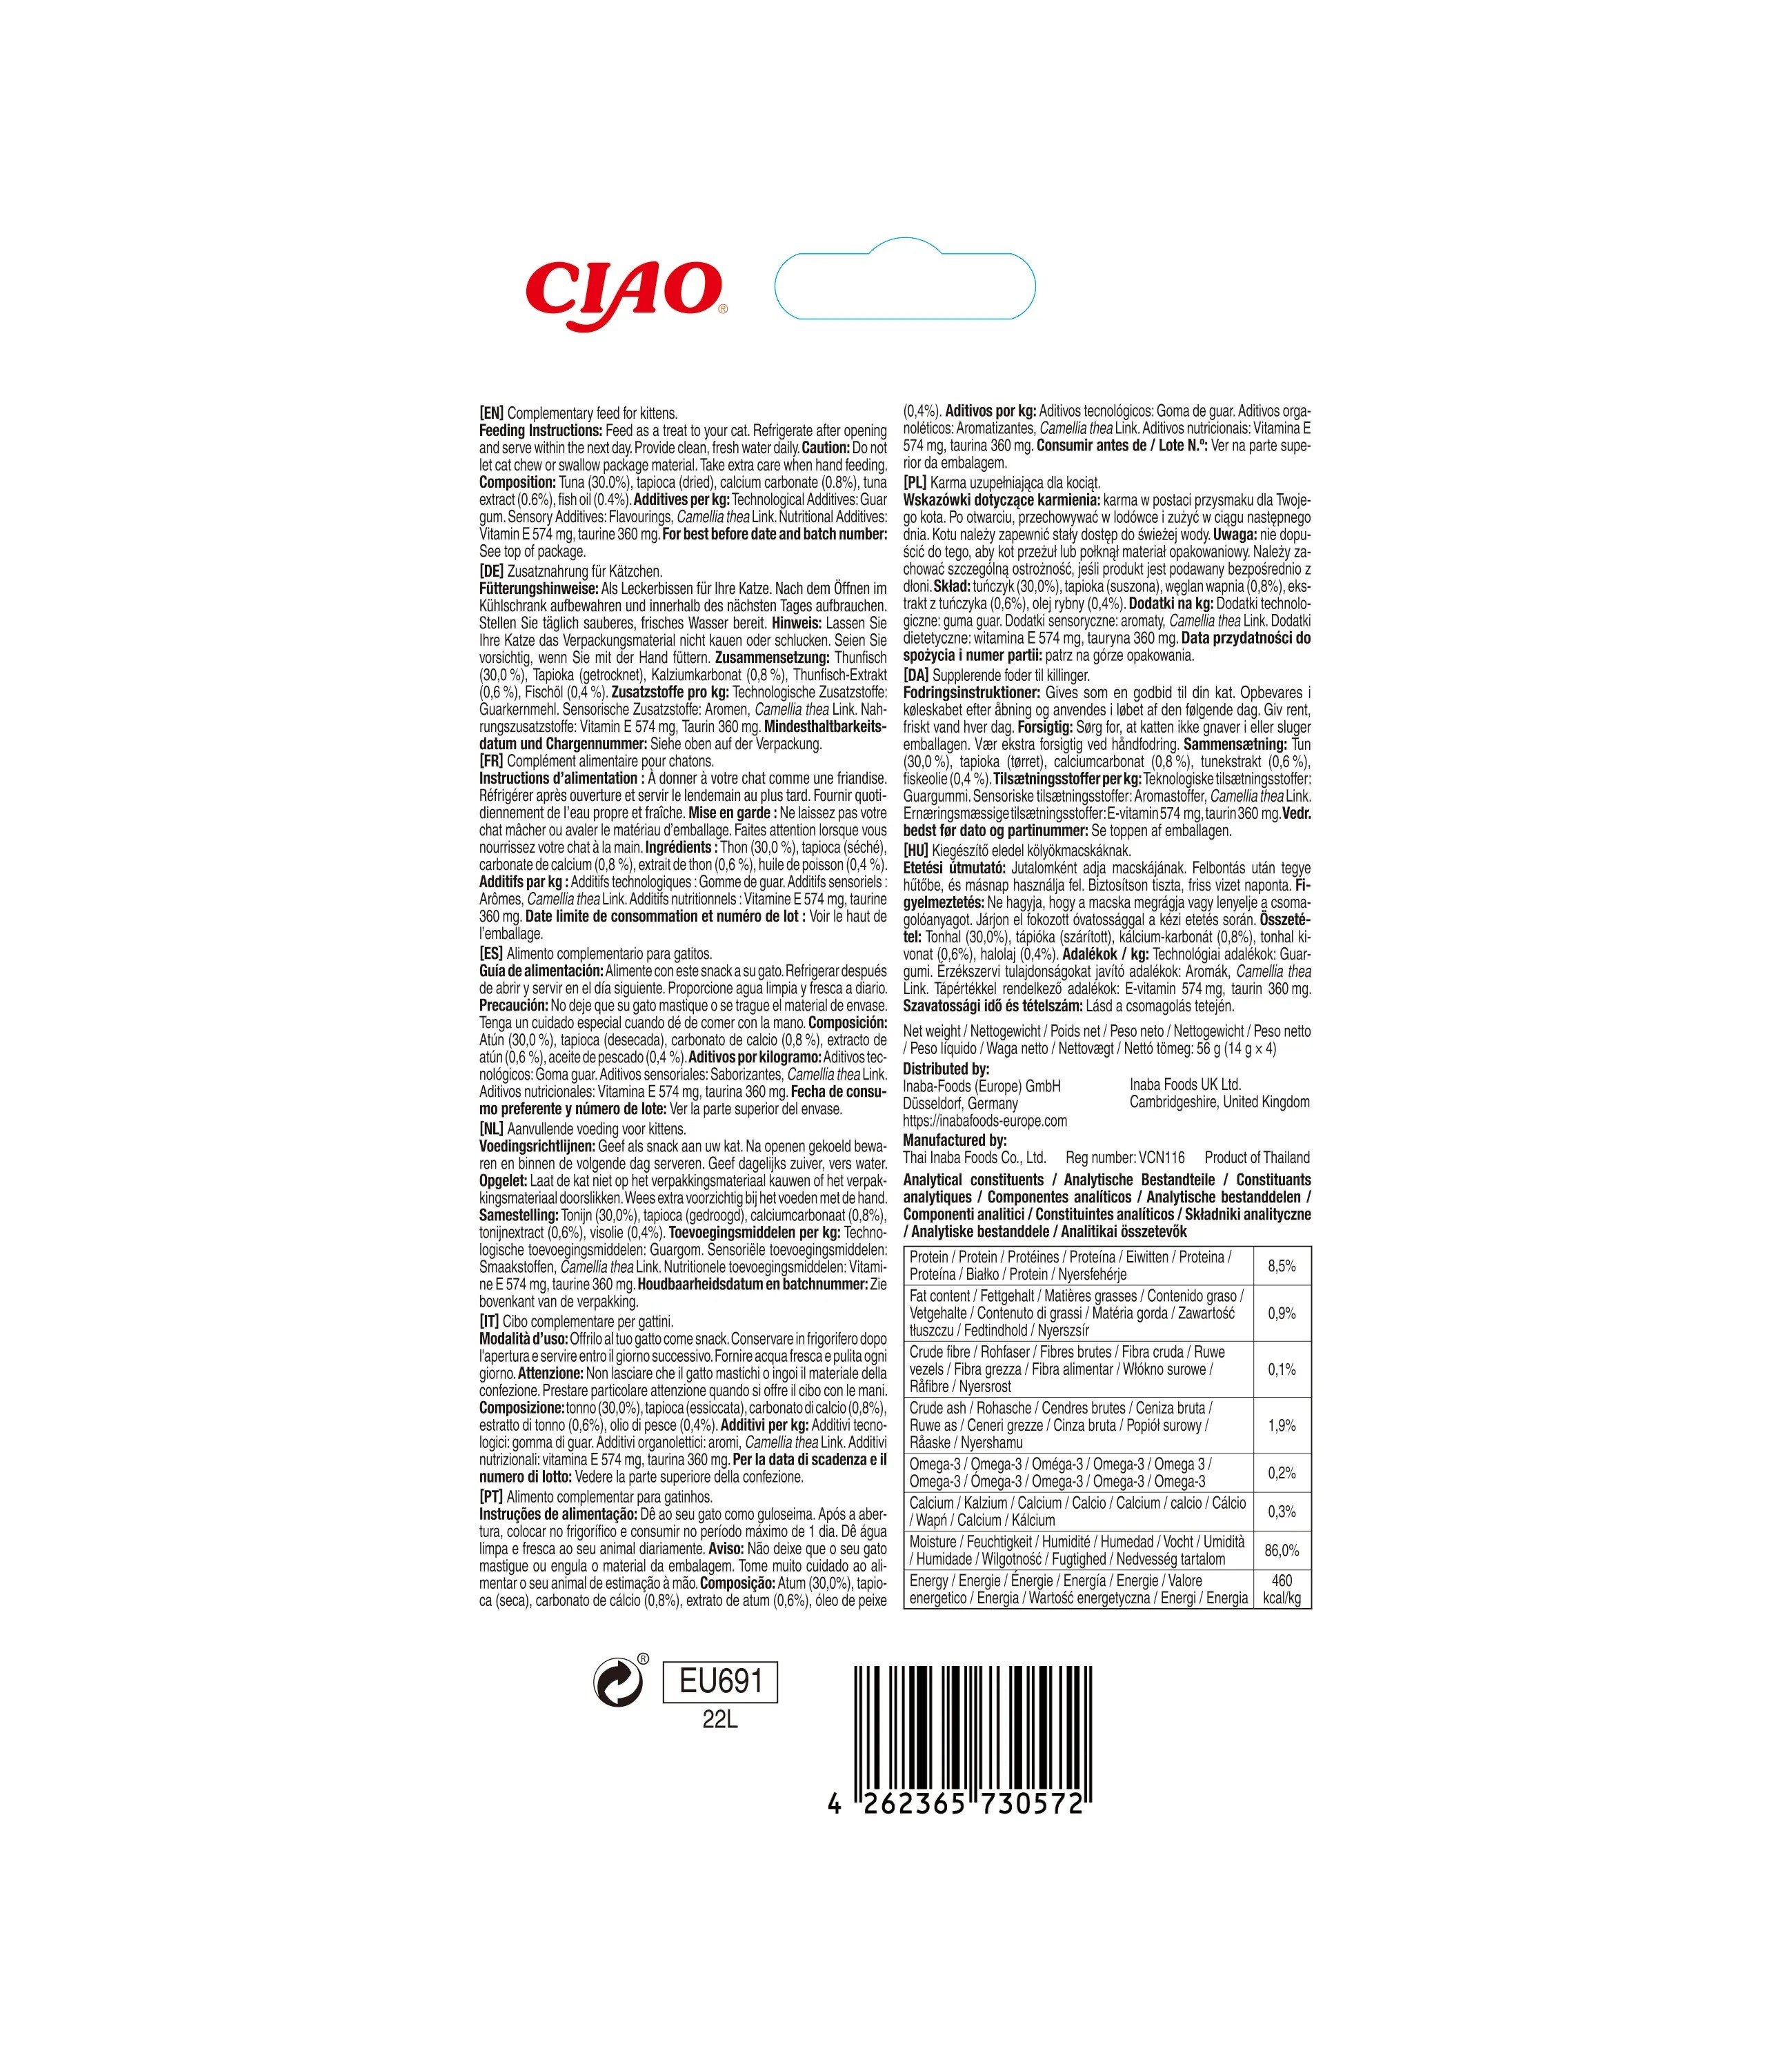 CIAO®
[EN] Complementary feed for kittens.
Feeding Instructions: Feed as a treat to your cat. Refrigerate after opening
and serve within the next day. Provide clean, fresh water daily. Caution: Do not
let cat chew or swallow package material. Take extra care when hand feeding.
Composition: Tuna (30.0%), tapioca (dried), calcium carbonate (0.8%), tuna
extract (0.6%), fish oil (0.4%). Additives per kg: Technological Additives: Guar
gum. Sensory Additives: Flavourings, Camellia thea Link. Nutritional Additives:
Vitamin E 574 mg, taurine 360 mg. For best before date and batch number:
See top of package.
[DE] Zusatznahrung für Kätzchen.
Fütterungshinweise: Als Leckerbissen für Ihre Katze. Nach dem Öffnen im
Kühlschrank aufbewahren und innerhalb des nächsten Tages aufbrauchen.
Stellen Sie täglich sauberes, frisches Wasser bereit. Hinweis: Lassen Sie
Ihre Katze das Verpackungsmaterial nicht kauen oder schlucken. Seien Sie
vorsichtig, wenn Sie mit der Hand füttern. Zusammensetzung: Thunfisch
(30,0 %), Tapioka (getrocknet), Kalziumkarbonat (0,8 %), Thunfisch-Extrakt
(0,6 %), Fischöl (0,4 %). Zusatzstoffe pro kg: Technologische Zusatzstoffe:
Guarkernmehl. Sensorische Zusatzstoffe: Aromen, Camellia thea Link. Nah-
rungszusatzstoffe: Vitamin E 574 mg, Taurin 360 mg. Mindesthaltbarkeits-
datum und Chargennummer: Siehe oben auf der Verpackung.
[FR] Complément alimentaire pour chatons.
Instructions d’alimentation : À donner à votre chat comme une friandise.
Réfrigérer après ouverture et servir le lendemain au plus tard. Fournir quoti-
diennement de l’eau propre et fraîche. Mise en garde : Ne laissez pas votre
chat mâcher ou avaler le matériau d’emballage. Faites attention lorsque vous
nourrissez votre chat à la main. Ingrédients : Thon (30,0 %), tapioca (séché),
carbonate de calcium (0,8 %), extrait de thon (0,6 %), huile de poisson (0,4 %).
Additifs par kg : Additifs technologiques : Gomme de guar. Additifs sensoriels :
Arômes, Camellia thea Link. Additifs nutritionnels : Vitamine E 574 mg, taurine
360 mg. Date limite de consommation et numéro de lot : Voir le haut de
l’emballage.
[ES] Alimento complementario para gatitos.
Guía de alimentación: Alimente con este snack a su gato. Refrigerar después
de abrir y servir en el día siguiente. Proporcione agua limpia y fresca a diario.
Precaución: No deje que su gato mastique o se trague el material de envase.
Tenga un cuidado especial cuando dé de comer con la mano. Composición:
Atún (30,0 %), tapioca (desecada), carbonato de calcio (0,8 %), extracto de
atún (0,6 %), aceite de pescado (0,4 %). Aditivos por kilogramo: Aditivos tec-
nológicos: Goma guar. Aditivos sensoriales: Saborizantes, Camellia thea Link.
Aditivos nutricionales: Vitamina E 574 mg, taurina 360 mg. Fecha de consu-
mo preferente y número de lote: Ver la parte superior del envase.
[NL] Aanvullende voeding voor kittens.
Voedingsrichtlijnen: Geef als snack aan uw kat. Na openen gekoeld bewa-
ren en binnen de volgende dag serveren. Geef dagelijks zuiver, vers water.
Opgelet: Laat de kat niet op het verpakkingsmateriaal kauwen of het verpak-
kingsmateriaal doorslikken. Wees extra voorzichtig bij het voeden met de hand.
Samestelling: Tonijn (30,0%), tapioca (gedroogd), calciumcarbonaat (0,8%),
tonijnextract (0,6%), visolie (0,4%). Toevoegingsmiddelen per kg: Techno-
logische toevoegingsmiddelen: Guargom. Sensoriële toevoegingsmiddelen:
Smaakstoffen, Camellia thea Link. Nutritionele toevoegingsmiddelen: Vitami-
ne E 574 mg, taurine 360 mg. Houdbaarheidsdatum en batchnummer: Zie
bovenkant van de verpakking.
[IT] Cibo complementare per gattini.
Modalità d’uso: Offrilo al tuo gatto come snack. Conservare in frigorifero dopo
l'apertura e servire entro il giorno successivo. Fornire acqua fresca e pulita ogni
giorno. Attenzione: Non lasciare che il gatto mastichi o ingoi il materiale della
confezione. Prestare particolare attenzione quando si offre il cibo con le mani.
Composizione: tonno (30,0%), tapioca (essiccata), carbonato di calcio (0,8%),
estratto di tonno (0,6%), olio di pesce (0,4%). Additivi per kg: Additivi tecno-
logici: gomma di guar. Additivi organolettici: aromi, Camellia thea Link. Additivi
nutrizionali: vitamina E 574 mg, taurina 360 mg. Per la data di scadenza e il
numero di lotto: Vedere la parte superiore della confezione.
[PT] Alimento complementar para gatinhos.
Instruções de alimentação: Dê ao seu gato como guloseima. Após a aber-
tura, colocar no frigorífico e consumir no período máximo de 1 dia. Dê água
limpa e fresca ao seu animal diariamente. Aviso: Não deixe que o seu gato
mastigue ou engula o material da embalagem. Tome muito cuidado ao ali-
mentar o seu animal de estimação à mão. Composição: Atum (30,0%), tapio-
ca (seca), carbonato de cálcio (0,8%), extrato de atum (0,6%), óleo de peixe
(0,4%). Aditivos por kg: Aditivos tecnológicos: Goma de guar. Aditivos orga-
noléticos: Aromatizantes, Camellia thea Link. Aditivos nutricionais: Vitamina E
574 mg, taurina 360 mg. Consumir antes de / Lote N.º: Ver na parte supe-
rior da embalagem.
[PL] Karma uzupełniająca dla kociąt.
Wskazówki dotyczące karmienia: karma w postaci przysmaku dla Twoje-
go kota. Po otwarciu, przechowywać w lodówce i zużyć w ciągu następnego
dnia. Kotu należy zapewnić stały dostęp do świeżej wody. Uwaga: nie dopu-
ścić do tego, aby kot przeżuł lub połknął materiał opakowaniowy. Należy za-
chować szczególną ostrożność, jeśli produkt jest podawany bezpośrednio z
dłoni. Skład: tuńczyk (30,0%), tapioka (suszona), węglan wapnia (0,8%), eks-
trakt z tuńczyka (0,6%), olej rybny (0,4%). Dodatki na kg: Dodatki technolo-
giczne: guma guar. Dodatki sensoryczne: aromaty, Camellia thea Link. Dodatki
dietetyczne: witamina E 574 mg, tauryna 360 mg. Data przydatności do
spożycia i numer partii: patrz na górze opakowania.
[DA] Supplerende foder til killinger.
Fodringsinstruktioner: Gives som en godbid til din kat. Opbevares i
køleskabet efter åbning og anvendes i løbet af den følgende dag. Giv rent,
friskt vand hver dag. Forsigtig: Sørg for, at katten ikke gnaver i eller sluger
emballagen. Vær ekstra forsigtig ved håndfodring. Sammensætning: Tun
(30,0 %), tapioka (tørret), calciumcarbonat (0,8 %), tunekstrakt (0,6 %),
fiskeolie (0,4 %). Tilsætningsstoffer per kg: Teknologiske tilsætningsstoffer:
Guargummi. Sensoriske tilsætningsstoffer: Aromastoffer, Camellia thea Link.
Ernæringsmæssige tilsætningsstoffer: E-vitamin 574 mg, taurin 360 mg. Vedr.
bedst før dato og partinummer: Se toppen af emballagen.
[HU] Kiegészítő eledel kölyökmacskáknak.
Etetési útmutató: Jutalomként adja macskájának. Felbontás után tegye
hűtőbe, és másnap használja fel. Biztosítson tiszta, friss vizet naponta. Fi-
gyelmeztetés: Ne hagyja, hogy a macska megrágja vagy lenyelje a csoma-
golóanyagot. Járjon el fokozott óvatossággal a kézi etetés során. Összeté-
tel: Tonhal (30,0%), tápióka (szárított), kálcium-karbonát (0,8%), tonhal ki-
vonat (0,6%), halolaj (0,4%). Adalékok / kg: Technológiai adalékok: Guar-
gumi. Érzékszervi tulajdonságokat javító adalékok: Aromák, Camellia thea
Link. Tápértékkel rendelkező adalékok: E-vitamin 574 mg, taurin 360 mg.
Szavatossági idő és tételszám: Lásd a csomagolás tetején.
Net weight / Nettogewicht / Poids net / Peso neto / Nettogewicht / Peso netto
/ Peso líquido / Waga netto / Nettovægt / Nettó tömeg: 56 g (14 g × 4)
Distributed by:
Inaba-Foods (Europe) GmbH
Düsseldorf, Germany
https://inabafoods-europe.com
Inaba Foods UK Ltd.
Cambridgeshire, United Kingdom
Manufactured by:
Thai Inaba Foods Co., Ltd. Reg number: VCN116 Product of Thailand
Analytical constituents / Analytische Bestandteile / Constituants
analytiques / Componentes analíticos / Analytische bestanddelen /
Componenti analitici / Constituintes analíticos / Składniki analityczne
/ Analytiske bestanddele / Analitikai összetevők
Protein / Protein / Protéines / Proteína / Eiwitten / Proteina /
Proteína / Białko / Protein / Nyersfehérje
8,5%
Fat content / Fettgehalt / Matières grasses / Contenido graso /
Vetgehalte / Contenuto di grassi / Matéria gorda / Zawartość
tłuszczu / Fedtindhold / Nyerszsír
0,9%
Crude fibre / Rohfaser / Fibres brutes / Fibra cruda / Ruwe
vezels / Fibra grezza / Fibra alimentar / Włókno surowe /
Råfibre / Nyersrost
0,1%
Crude ash / Rohasche / Cendres brutes / Ceniza bruta /
Ruwe as / Ceneri grezze / Cinza bruta / Popiół surowy /
Råaske / Nyershamu
1,9%
Omega-3 / Omega-3 / Oméga-3 / Omega-3 / Omega 3 /
Omega-3 / Ómega-3 / Omega-3 / Omega-3 / Omega-3
0,2%
Calcium / Kalzium / Calcium / Calcio / Calcium / calcio / Cálcio
/ Wapń / Calcium / Kálcium
0,3%
Moisture / Feuchtigkeit / Humidité / Humedad / Vocht / Umidità
/ Humidade / Wilgotność / Fugtighed / Nedvesség tartalom
86,0%
Energy / Energie / Énergie / Energía / Energie / Valore
energetico / Energia / Wartość energetyczna / Energi / Energia
460
kcal/kg
®
EU691
22L
4 262365 730572